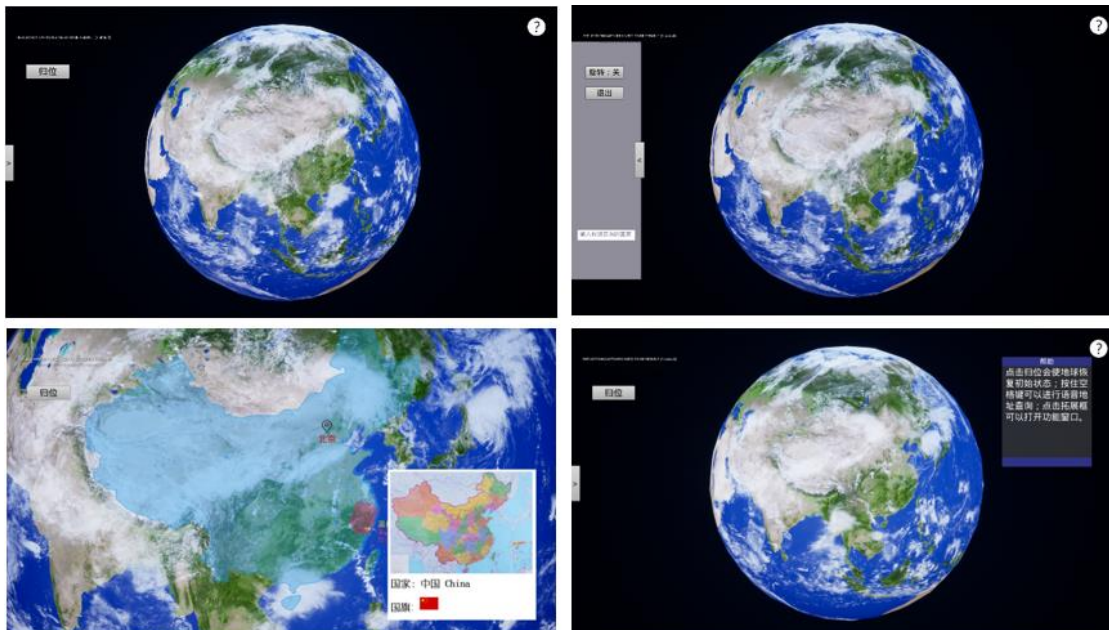 ?
归位
>
?
旋转：关
退出
<
归位
北京
国家：中国 China
国旗：
?
归位
>
帮助
点击归位会使地球恢
复初始状态；按住空
格键可以进行语音地
址查询；点击拓展框
可以打开功能窗口。